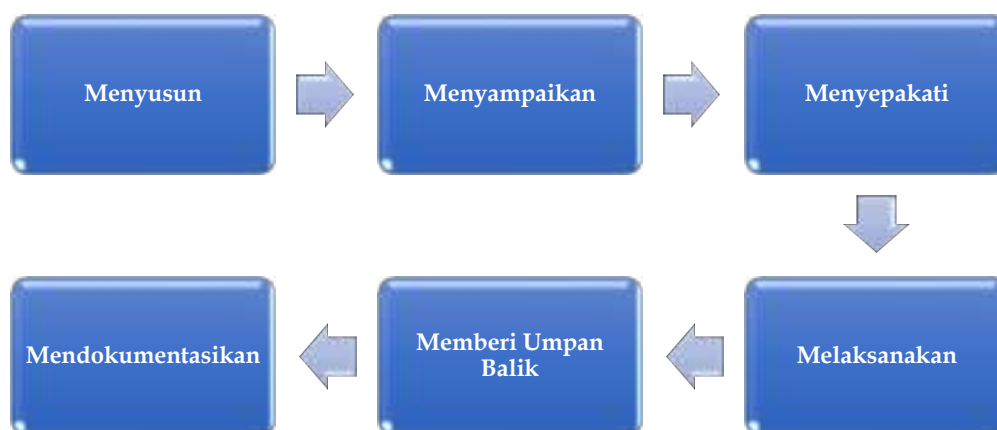 Menyusun
Menyampaikan
Menyepakati
Melaksanakan
Memberi Umpan
Balik
Mendokumentasikan